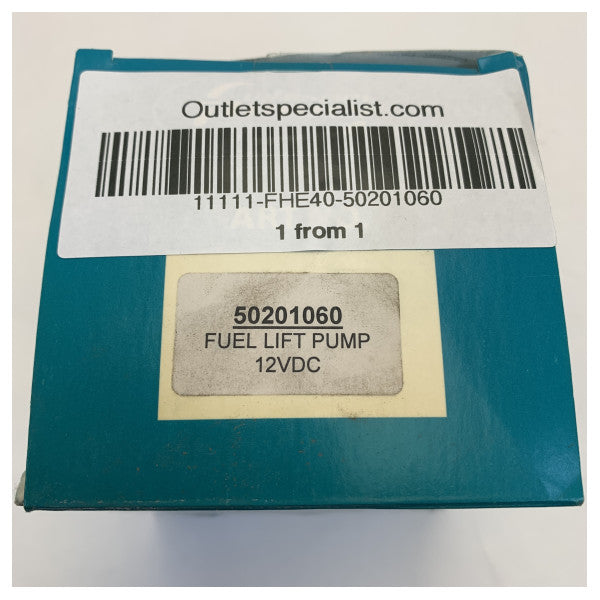 Outletspecialist.com
11111-FHE40-50201060
1 from 1
50201060
FUEL LIFT PUMP
12VDC